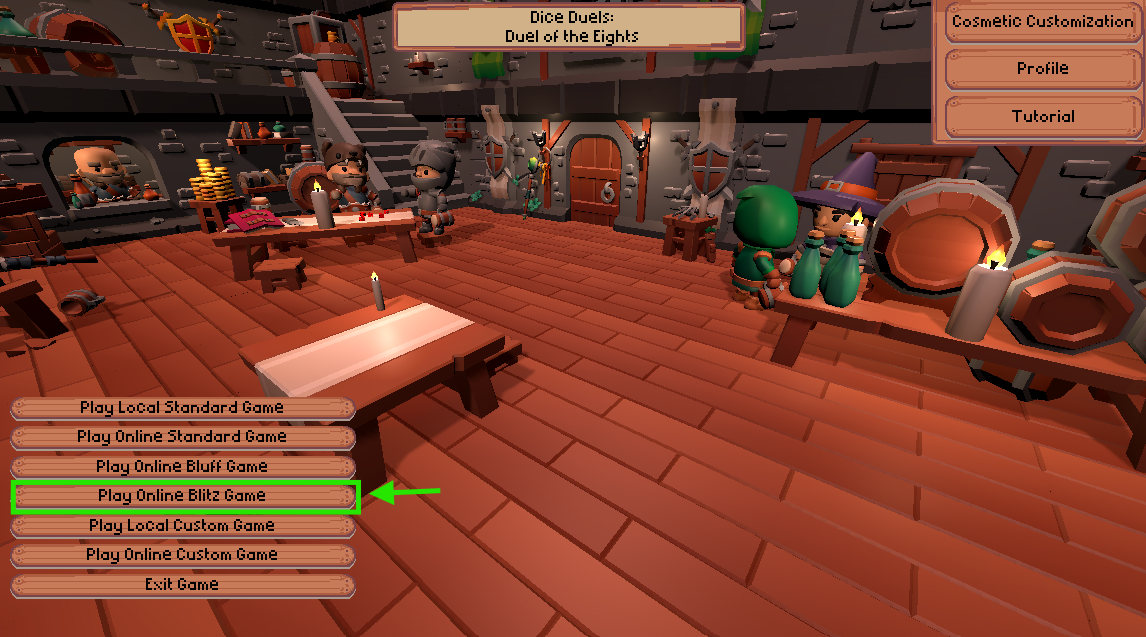 Dice Duels:
Duel of the Eights
Cosmetic Customization
Profile
Tutorial
Play Local Standard Game
Play Online Standard Game
Play Online Bluff Game
Play Online Blitz Game
Play Local Custom Game
Play Online Custom Game
Exit Game